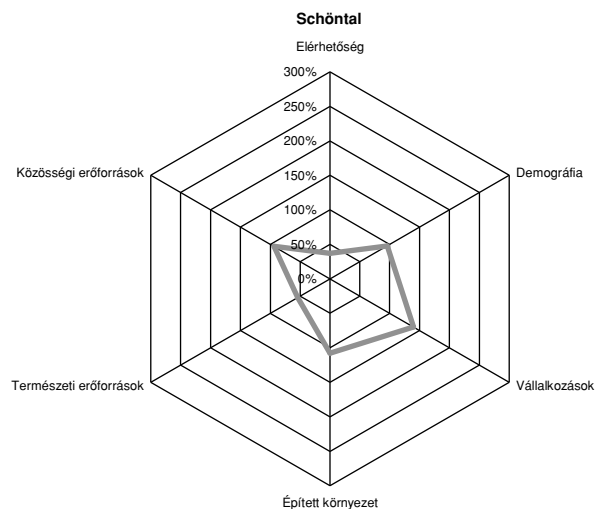 Schöntal
Elérhetőség
300%
250%
Közösségi erőforrások
200%
Demográfia
150%
100%
50%
0%
Természeti erőforrások
Vállalkozások
Épített környezet